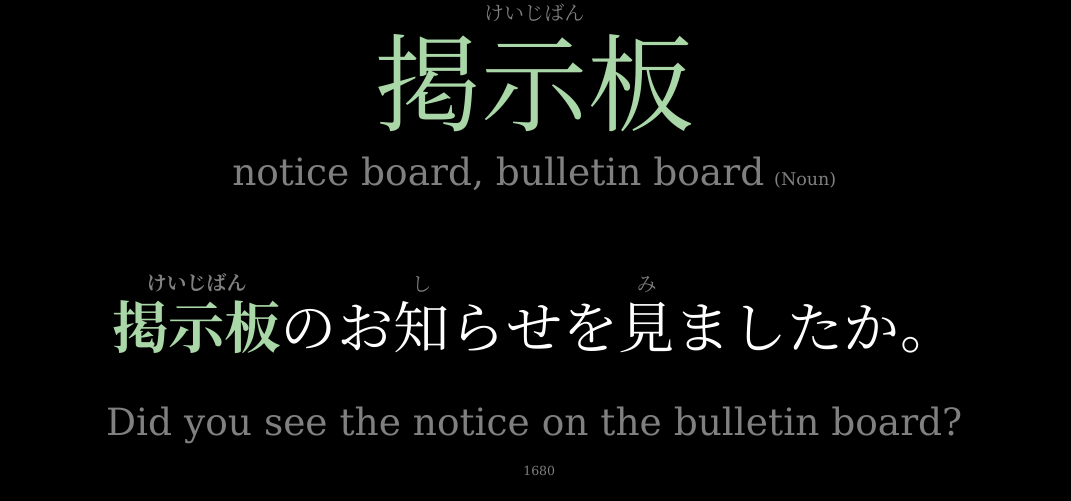 けいじばん
掲示板
notice board, bulletin board (Noun)
けいじばん し み
掲示板のお知らせを見ましたか。
Did you see the notice on the bulletin board?
1680